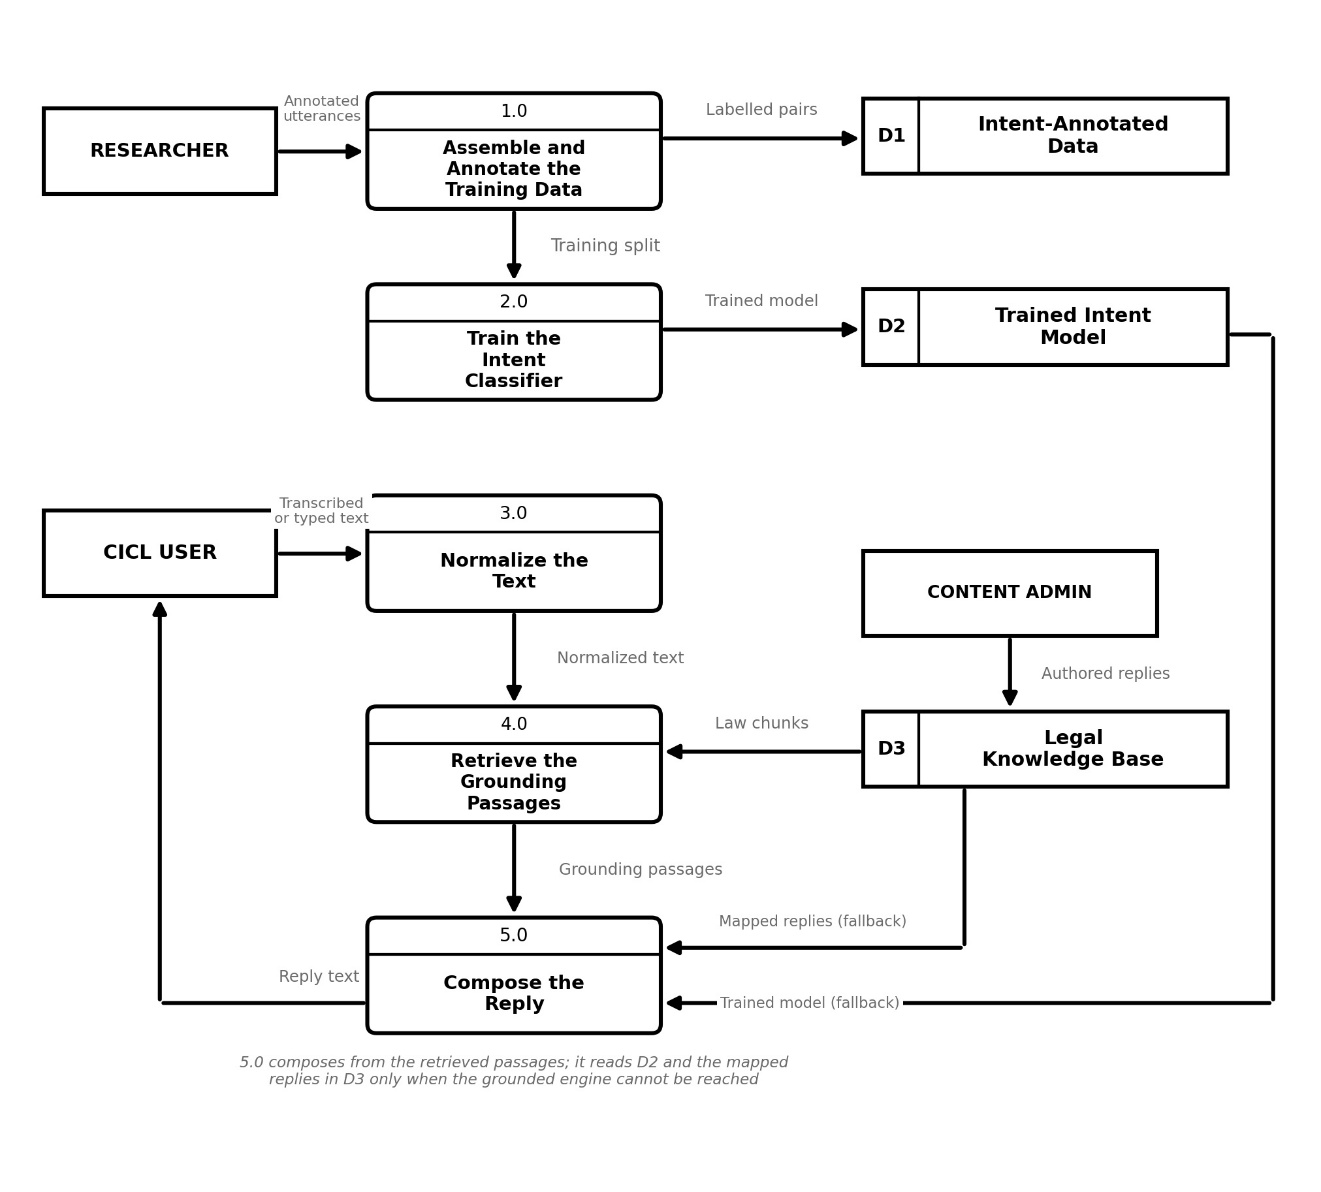 RESEARCHER
Annotated
utterances
1.0
Assemble and
Annotate the
Training Data
Labelled pairs
D1
Intent-Annotated
Data
Training split
2.0
Train the
Intent
Classifier
Trained model
D2
Trained Intent
Model
CICL USER
Transcribed
or typed text
3.0
Normalize the
Text
CONTENT ADMIN
Normalized text
Authored replies
4.0
Retrieve the
Grounding
Passages
Law chunks
D3
Legal
Knowledge Base
Grounding passages
Mapped replies (fallback)
5.0
Compose the
Reply
Reply text
Trained model (fallback)
5.0 composes from the retrieved passages; it reads D2 and the mapped
replies in D3 only when the grounded engine cannot be reached